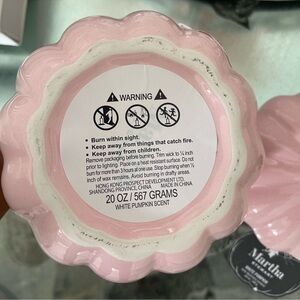 WARNING
• Burn within sight.
• Keep away from things that catch fire.
• Keep away from children.
Remove packaging before burning. Trim wick to ¼ inch
prior to lighting. Place on a heat resistant surface. Do not
burn for more than 3 hours at one use. Stop burning when ½
inch of wax remains. Avoid burning in drafty areas.
HONG KONG PROSPECT DEVELOPMENT LTD.
SHANDONG PROVINCE, CHINA MADE IN CHINA
20 OZ / 567 GRAMS
WHITE PUMPKIN SCENT
Martha